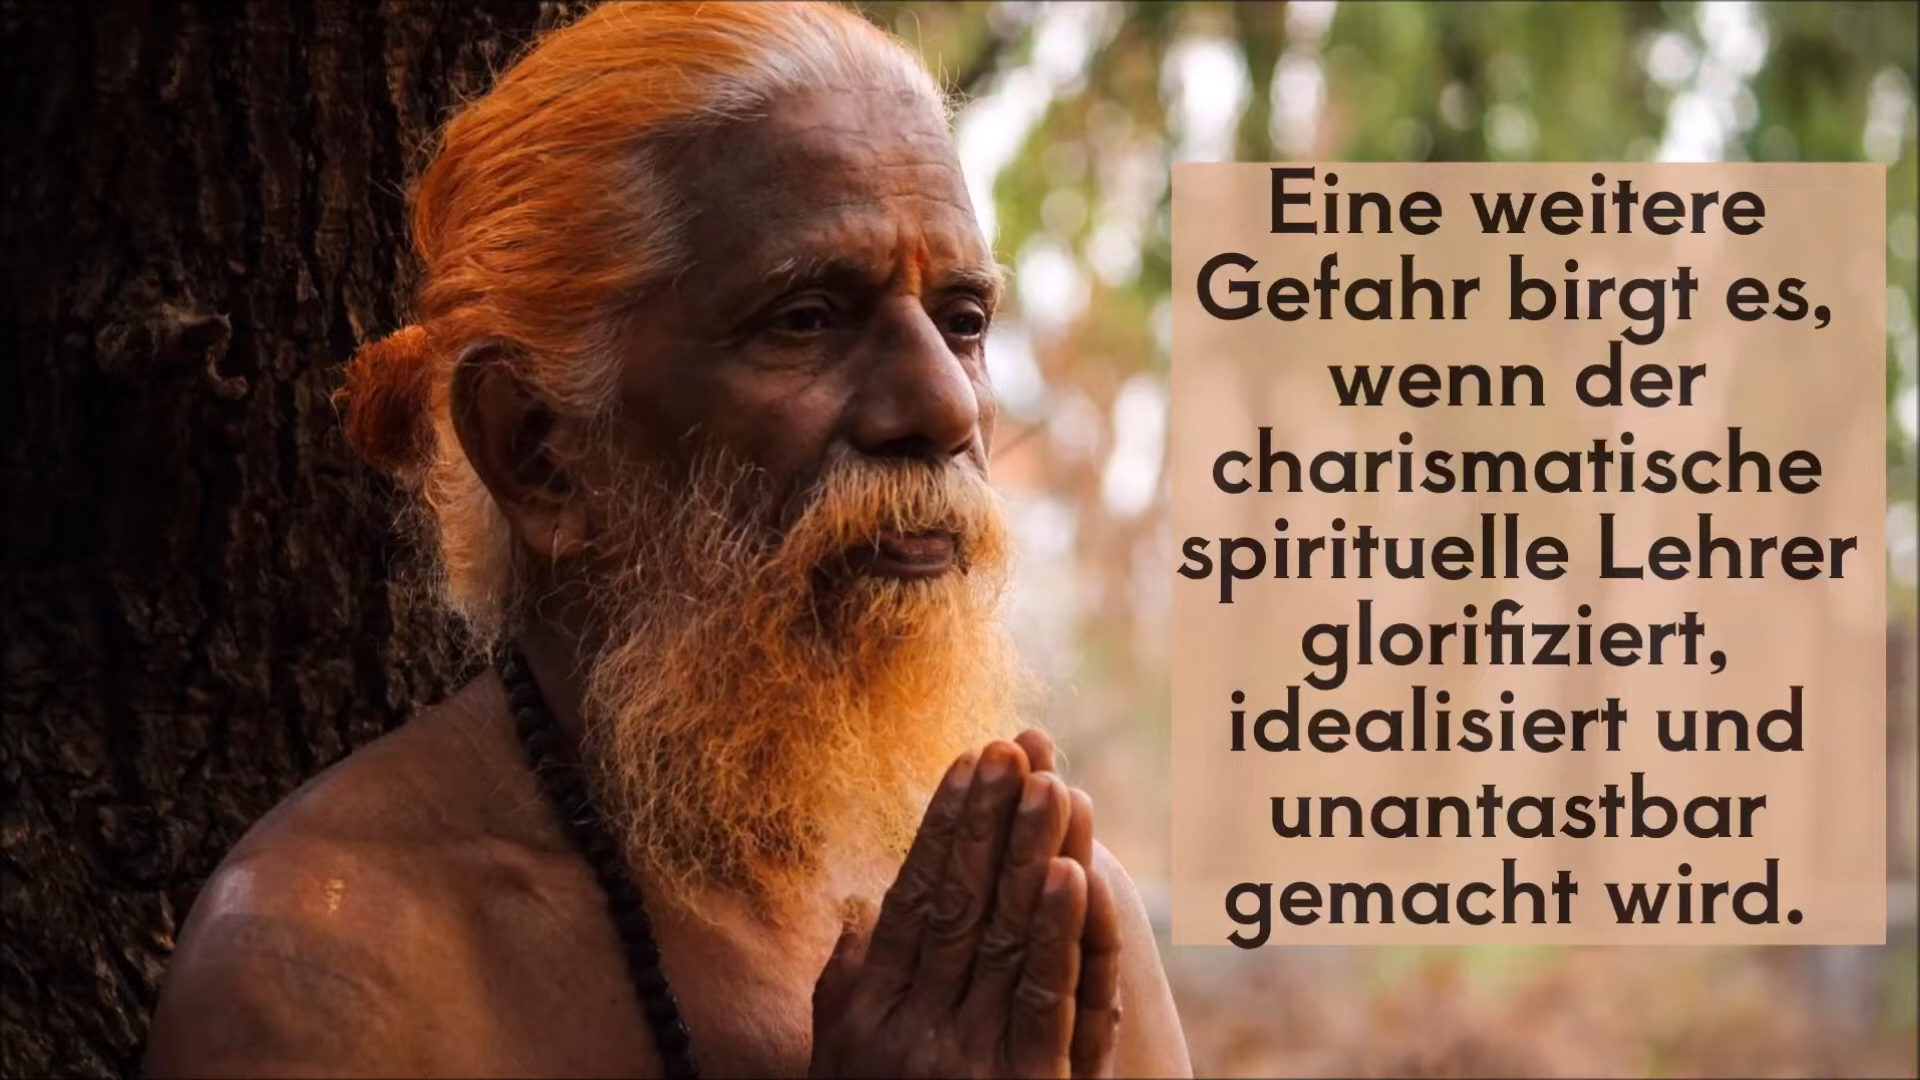 Eine weitere
Gefahr birgt es,
wenn der
charismatische
spirituelle Lehrer
glorifiziert,
idealisiert und
unantastbar
gemacht wird.